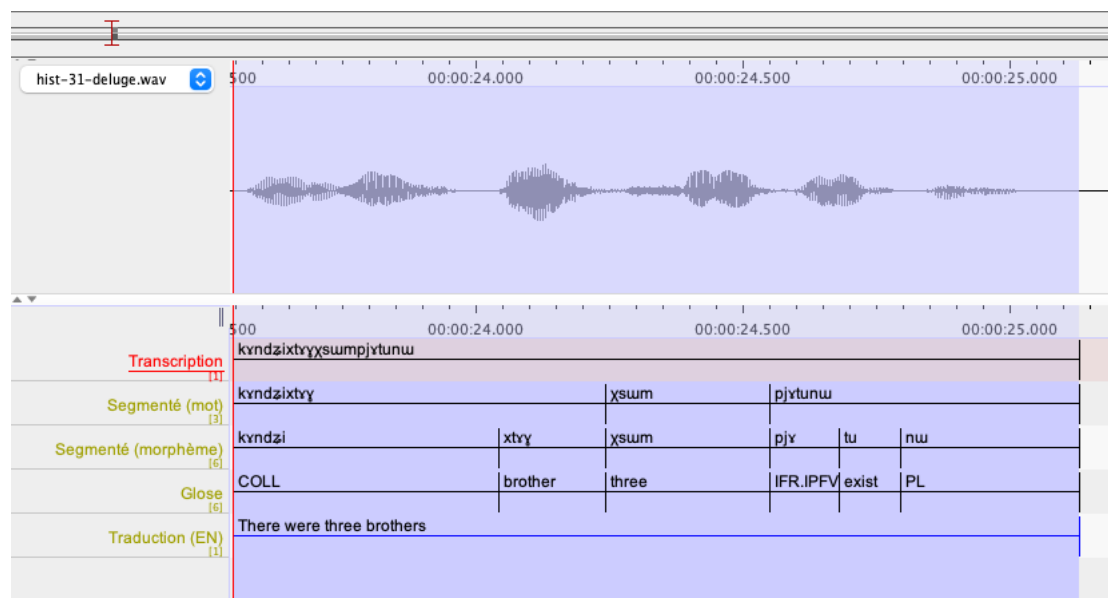 hist-31-deluge.wav
500 00:00:24.000 00:00:24.500 00:00:25.000
500 00:00:24.000 00:00:24.500 00:00:25.000
Transcription kɤndʑixtɤɣχsɯmpjɤtunɯ
[1]
Segmenté (mot) kɤndʑixtɤɣ χsɯm pjɤtunɯ
[3]
Segmenté (morphème) kɤndʑi xtɤɣ χsɯm pjɤ tu nɯ
[6]
Glose COLL brother three IFR.IPFV exist PL
[6]
Traduction (EN) There were three brothers
[1]